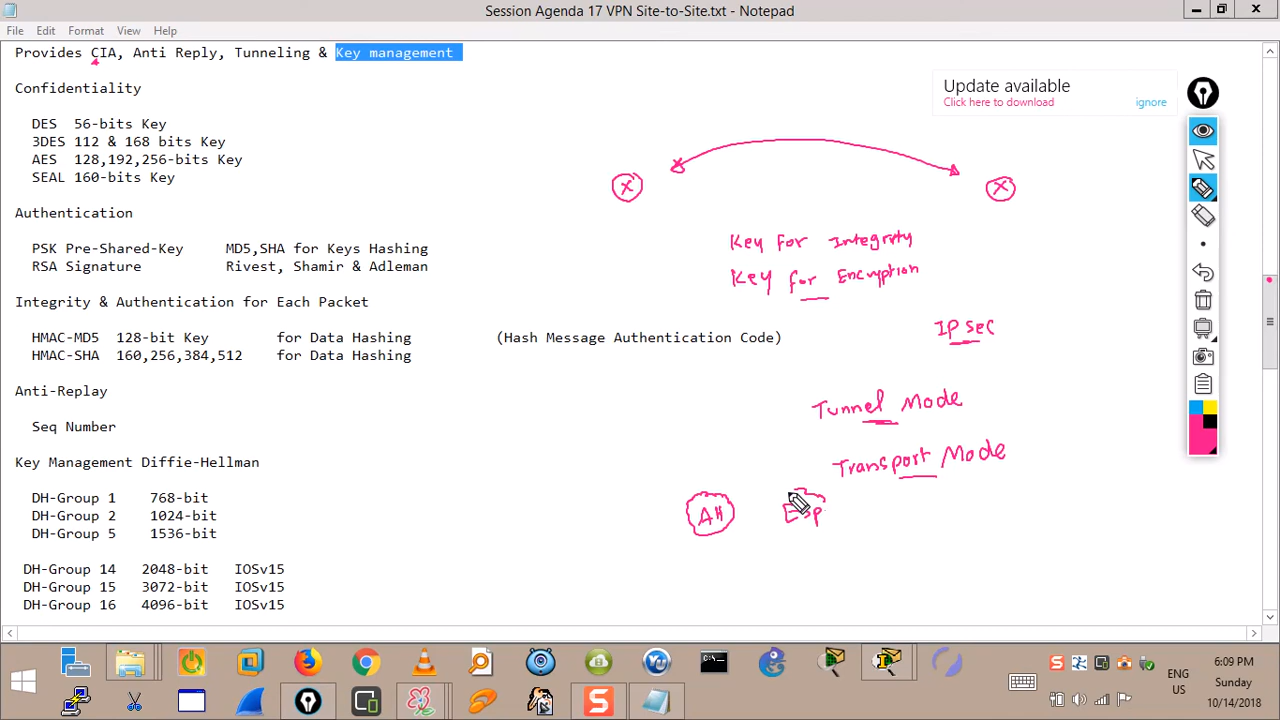 Session Agenda 17 VPN Site-to-Site.txt - Notepad
File Edit Format View Help
Provides CIA, Anti Reply, Tunneling & Key management
Update available
Click here to download ignore
Confidentiality
DES 56-bits Key
3DES 112 & 168 bits Key
AES 128,192,256-bits Key
SEAL 160-bits Key
X X
Authentication
PSK Pre-Shared-Key MD5,SHA for Keys Hashing
RSA Signature Rivest, Shamir & Adleman
Key for Integrity
Key for Encryption
Integrity & Authentication for Each Packet
IP sec
HMAC-MD5 128-bit Key for Data Hashing (Hash Message Authentication Code)
HMAC-SHA 160,256,384,512 for Data Hashing
Anti-Replay
Tunnel Mode
Seq Number
Transport Mode
Key Management Diffie-Hellman
AH ESP
DH-Group 1 768-bit
DH-Group 2 1024-bit
DH-Group 5 1536-bit
DH-Group 14 2048-bit IOSv15
DH-Group 15 3072-bit IOSv15
DH-Group 16 4096-bit IOSv15
ENG
US
6:09 PM
Sunday
10/14/2018